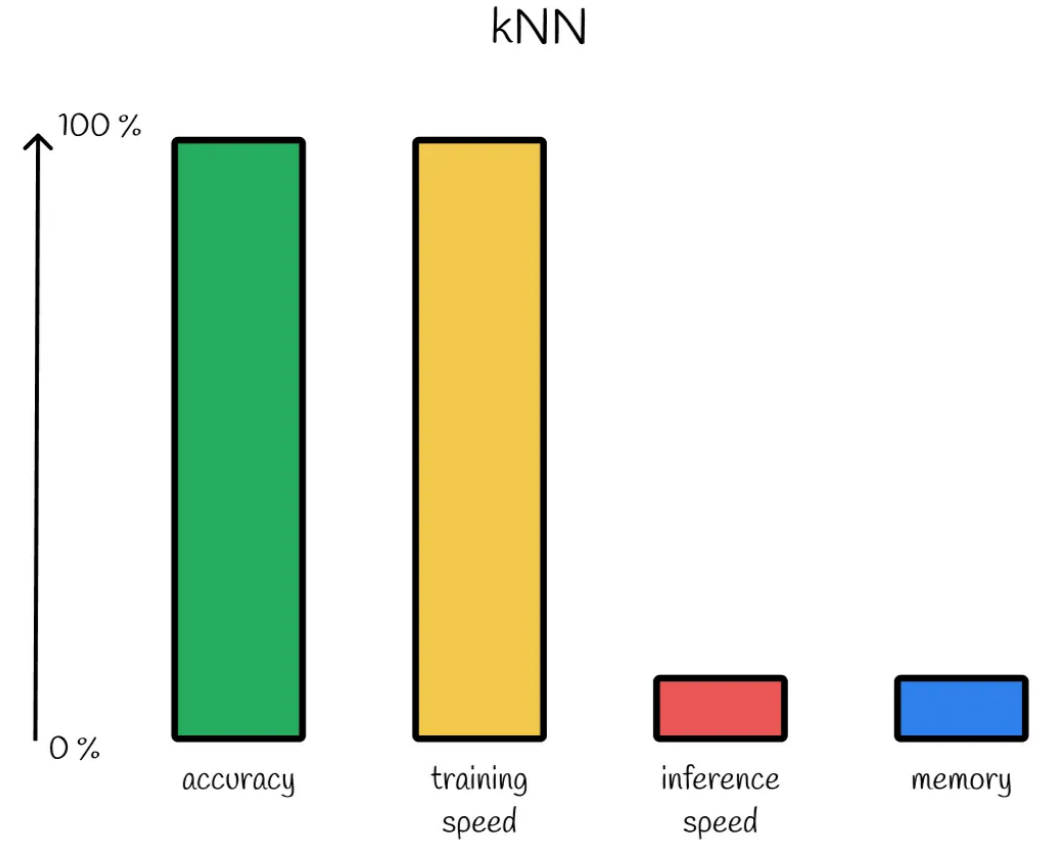 kNN
100 %
0 %
accuracy
training
speed
inference
speed
memory